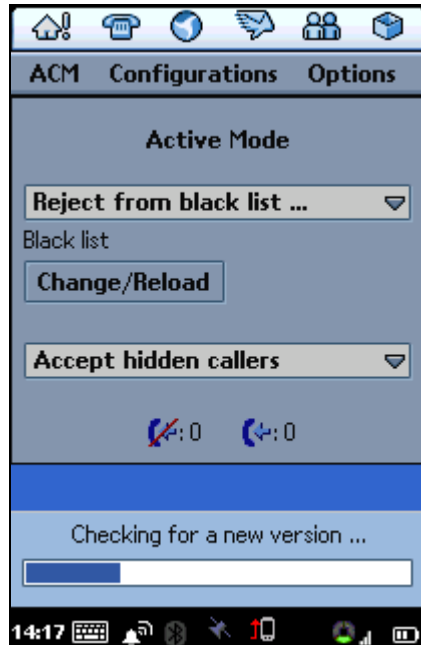 ACM Configurations Options
Active Mode
Reject from black list ...
Black list
Change/Reload
Accept hidden callers
: 0 : 0
Checking for a new version ...
14:17